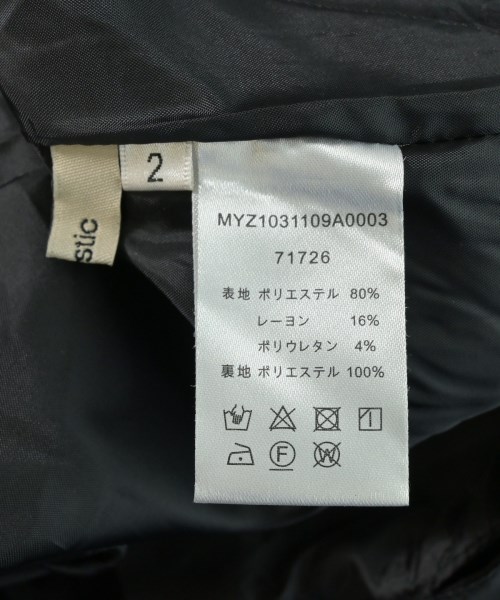 stic
2
MYZ1031109A0003
71726
表地 ポリエステル 80%
レーヨン 16%
ポリウレタン 4%
裏地 ポリエステル 100%
F
W